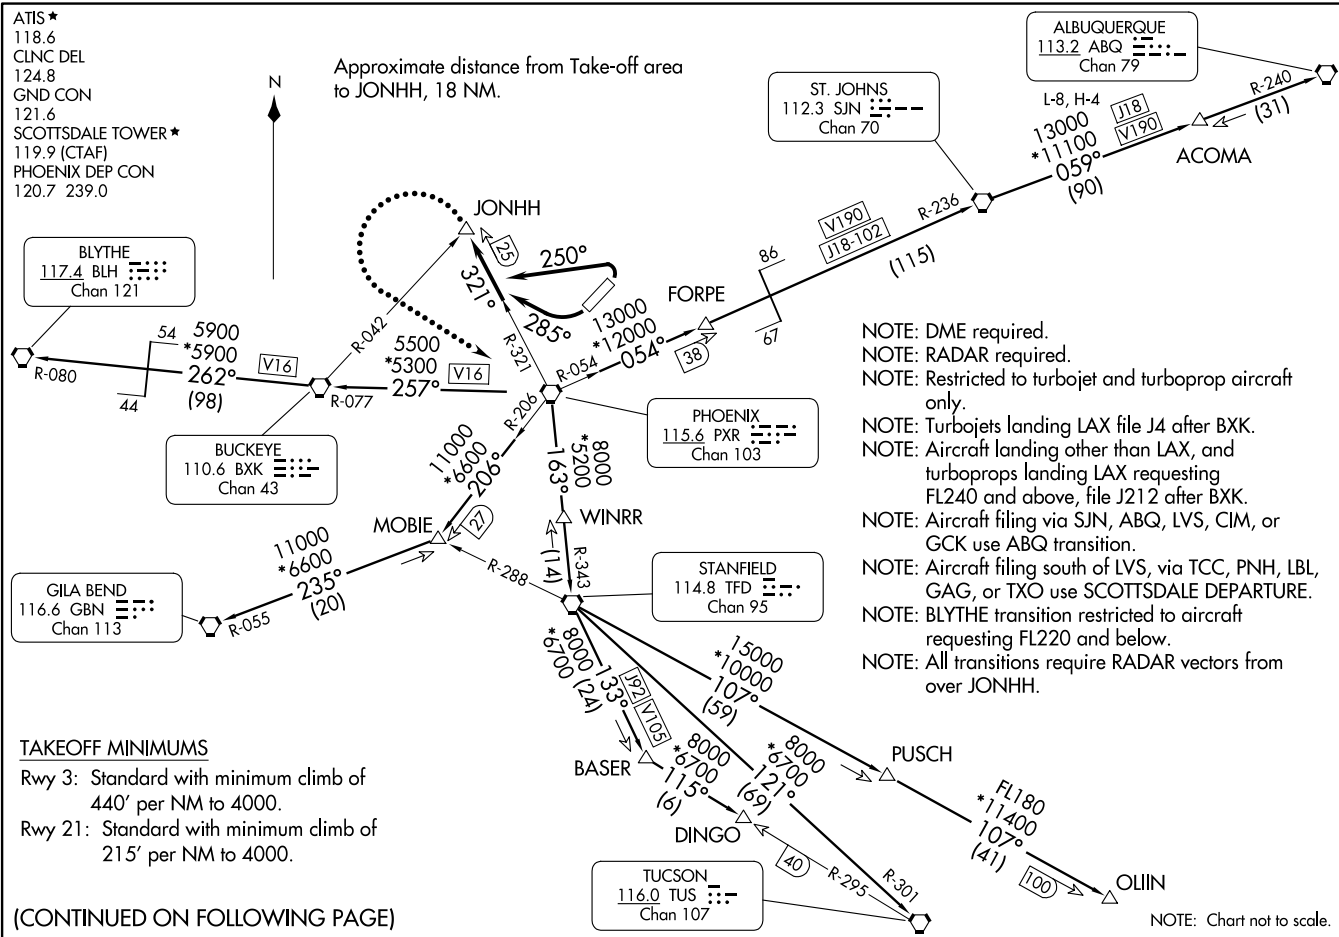 ATIS ★
118.6
CLNC DEL
124.8
GND CON
121.6
SCOTTSDALE TOWER ★
119.9 (CTAF)
PHOENIX DEP CON
120.7 239.0
N
Approximate distance from Take-off area
to JONHH, 18 NM.
ALBUQUERQUE
113.2 ABQ
Chan 79
ST. JOHNS
112.3 SJN
Chan 70
L-8, H-4
13000
*11100
059°
(90)
J18
V190
R-240
(31)
ACOMA
R-236
V190
J18-102
(115)
86
67
JONHH
25
250°
321°
285°
R-321
R-042
FORPE
13000
*12000
054°
R-054
38
BLYTHE
117.4 BLH
Chan 121
R-080
54
44
5900
*5900
262°
(98)
V16
5500
*5300
257°
V16
R-077
BUCKEYE
110.6 BXK
Chan 43
PHOENIX
115.6 PXR
Chan 103
R-206
11000
*6600
206°
27
MOBIE
8000
*5200
163°
WINRR
(14)
R-343
R-288
STANFIELD
114.8 TFD
Chan 95
11000
*6600
235°
(20)
GILA BEND
116.6 GBN
Chan 113
R-055
8000
*6700
133°
(24)
J92
V105
BASER
8000
*6700
115°
(6)
DINGO
40
R-295
8000
*6700
121°
(69)
R-301
15000
*10000
107°
(59)
PUSCH
FL180
*11400
107°
(41)
100
OLIIN
TUCSON
116.0 TUS
Chan 107
NOTE: DME required.
NOTE: RADAR required.
NOTE: Restricted to turbojet and turboprop aircraft
only.
NOTE: Turbojets landing LAX file J4 after BXK.
NOTE: Aircraft landing other than LAX, and
turboprops landing LAX requesting
FL240 and above, file J212 after BXK.
NOTE: Aircraft filing via SJN, ABQ, LVS, CIM, or
GCK use ABQ transition.
NOTE: Aircraft filing south of LVS, via TCC, PNH, LBL,
GAG, or TXO use SCOTTSDALE DEPARTURE.
NOTE: BLYTHE transition restricted to aircraft
requesting FL220 and below.
NOTE: All transitions require RADAR vectors from
over JONHH.
TAKEOFF MINIMUMS
Rwy 3: Standard with minimum climb of
440' per NM to 4000.
Rwy 21: Standard with minimum climb of
215' per NM to 4000.
(CONTINUED ON FOLLOWING PAGE)
NOTE: Chart not to scale.